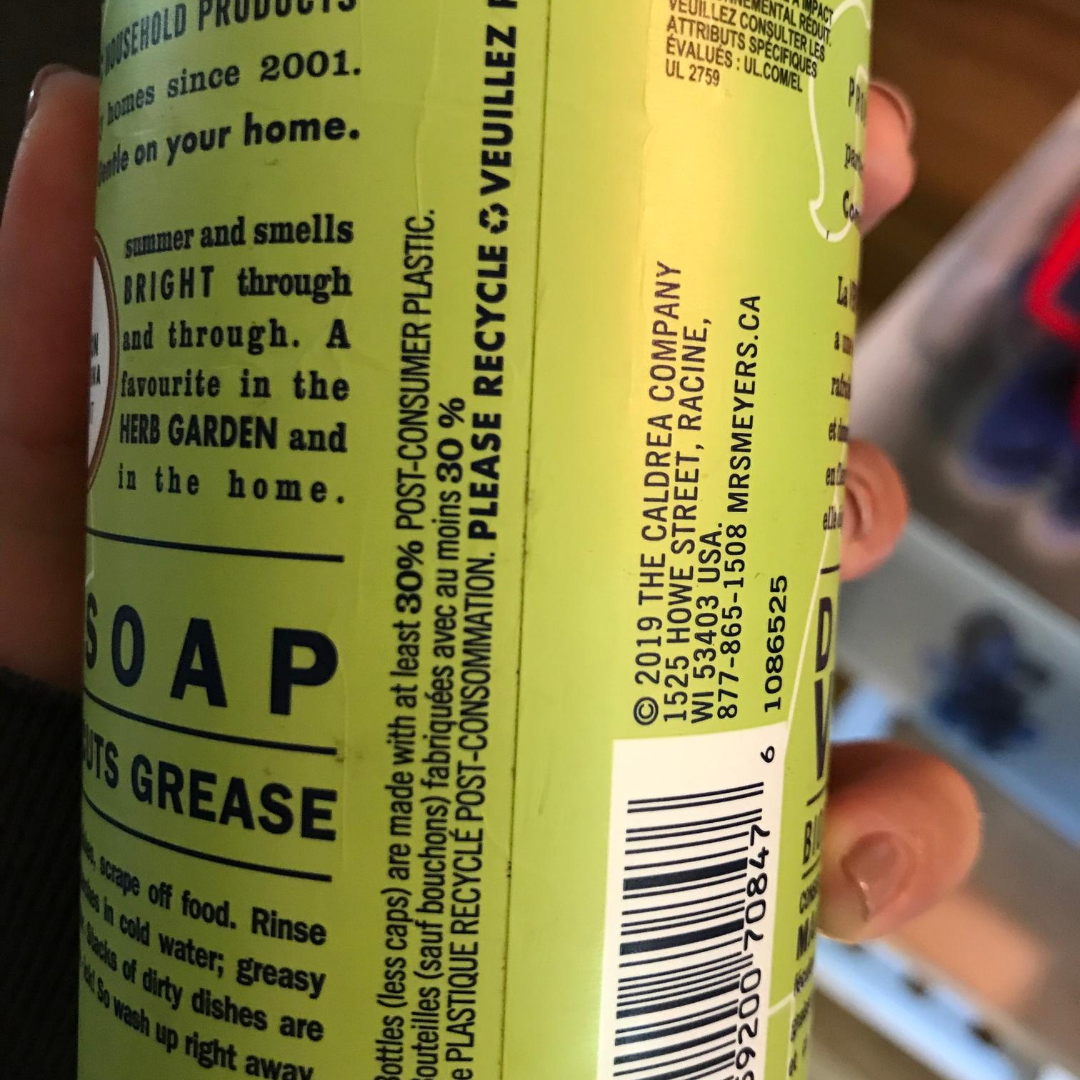 HOUSEHOLD PRODUCTS
homes since 2001.
on your home.
summer and smells
BRIGHT through
and through. A
favourite in the
HERB GARDEN and
in the home.
SOAP
GREASE
scrape off food. Rinse
in cold water; greasy
Stacks of dirty dishes are
So wash up right away
Bottles (less caps) are made with at least 30% POST-CONSUMER PLASTIC.
Bouteilles (sauf bouchons) fabriquées avec au moins 30 %
PLASTIQUE RECYCLÉ POST-CONSOMMATION. PLEASE RECYCLE ♻ VEUILLEZ
IMPACT
RÉDUIT.
VEUILLEZ CONSULTER LES
ATTRIBUTS SPÉCIFIQUES
ÉVALUÉS : UL.COM/EL
UL 2759
© 2019 THE CALDREA COMPANY
1525 HOWE STREET, RACINE,
WI 53403 USA.
877-865-1508 MRSMEYERS.CA
1086525
59200 70847 6